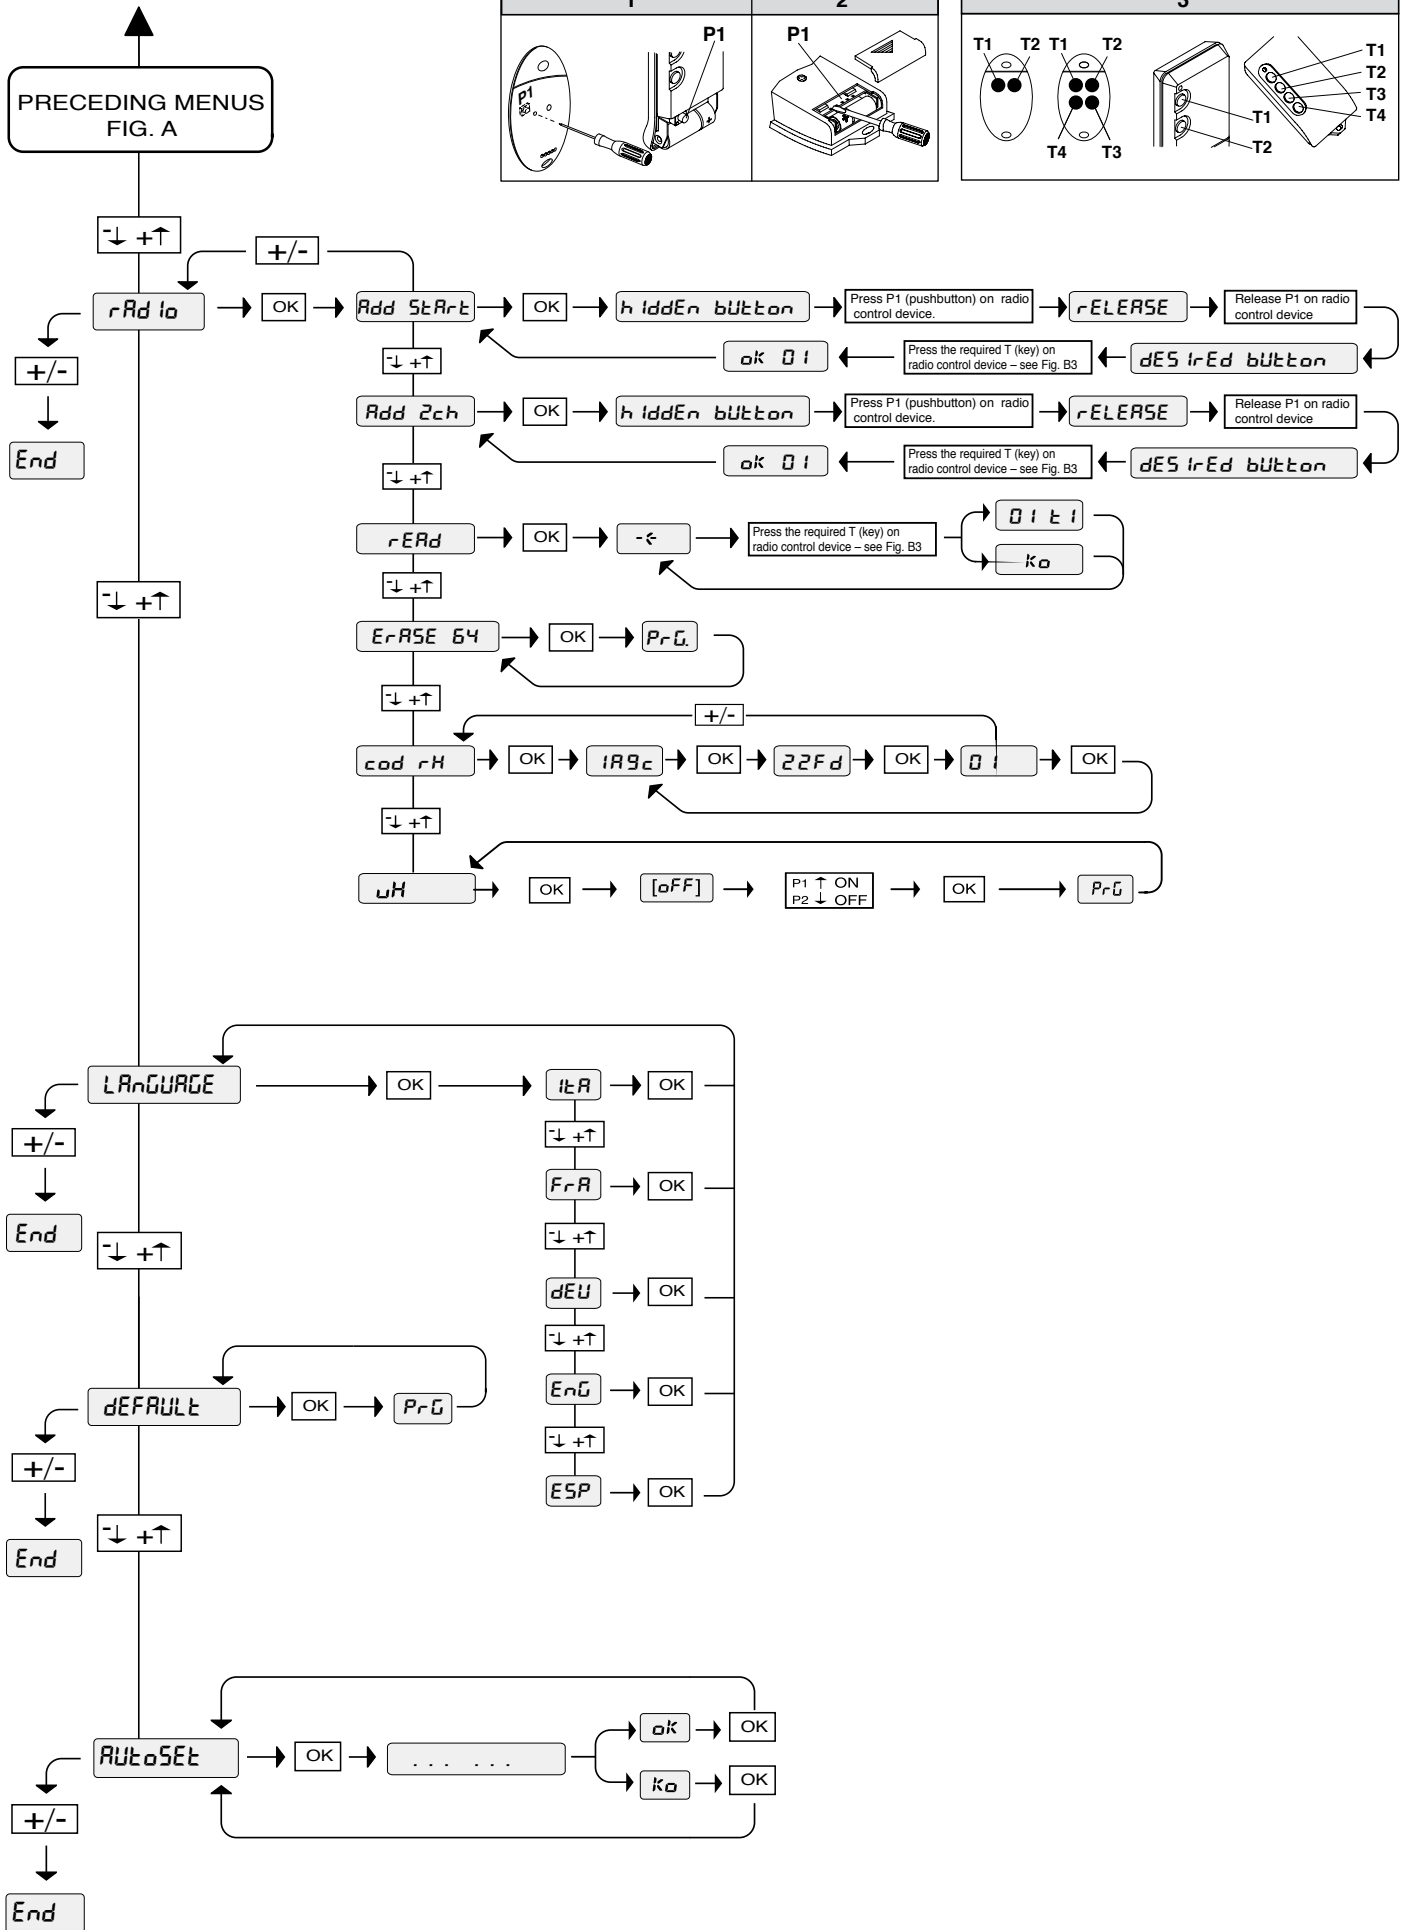 1
2
3
P1
P1
P1
T1 T2 T1 T2
T4 T3
T1
T2
T1
T2
T3
T4
PRECEDING MENUS
FIG. A
-↓ +↑
+/-
rAdIo
OK
Add StArt
OK
hIddEn bUtton
Press P1 (pushbutton) on radio
control device.
rELEASE
Release P1 on radio
control device
ok 01
Press the required T (key) on
radio control device – see Fig. B3
dESIrEd bUtton
+/-
End
-↓ +↑
Add 2ch
OK
hIddEn bUtton
Press P1 (pushbutton) on radio
control device.
rELEASE
Release P1 on radio
control device
ok 01
Press the required T (key) on
radio control device – see Fig. B3
dESIrEd bUtton
-↓ +↑
rEAd
OK
Press the required T (key) on
radio control device – see Fig. B3
01 t1
Ko
-↓ +↑
-↓ +↑
ErASE 64
OK
PrG.
-↓ +↑
+/-
cod rH
OK
1A9c
OK
22Fd
OK
01
OK
-↓ +↑
uH
OK
[oFF]
P1 ↑ ON
P2 ↓ OFF
OK
PrG
LAnGUAGE
OK
ItA
OK
+/-
End
-↓ +↑
FrA
OK
-↓ +↑
-↓ +↑
dEU
OK
-↓ +↑
EnG
OK
-↓ +↑
ESP
OK
dEFAULt
OK
PrG
+/-
End
-↓ +↑
AUtoSEt
OK
... ...
ok
OK
Ko
OK
+/-
End